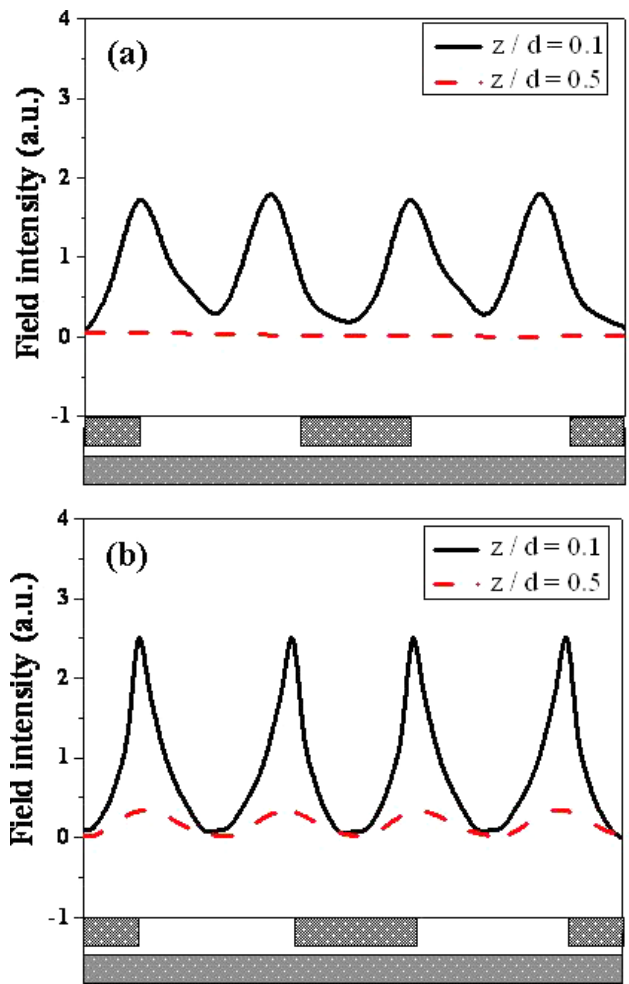 (a)
z / d = 0.1
z / d = 0.5
Field intensity (a.u.)
4
3
2
1
0
-1
(b)
z / d = 0.1
z / d = 0.5
Field intensity (a.u.)
4
3
2
1
0
-1